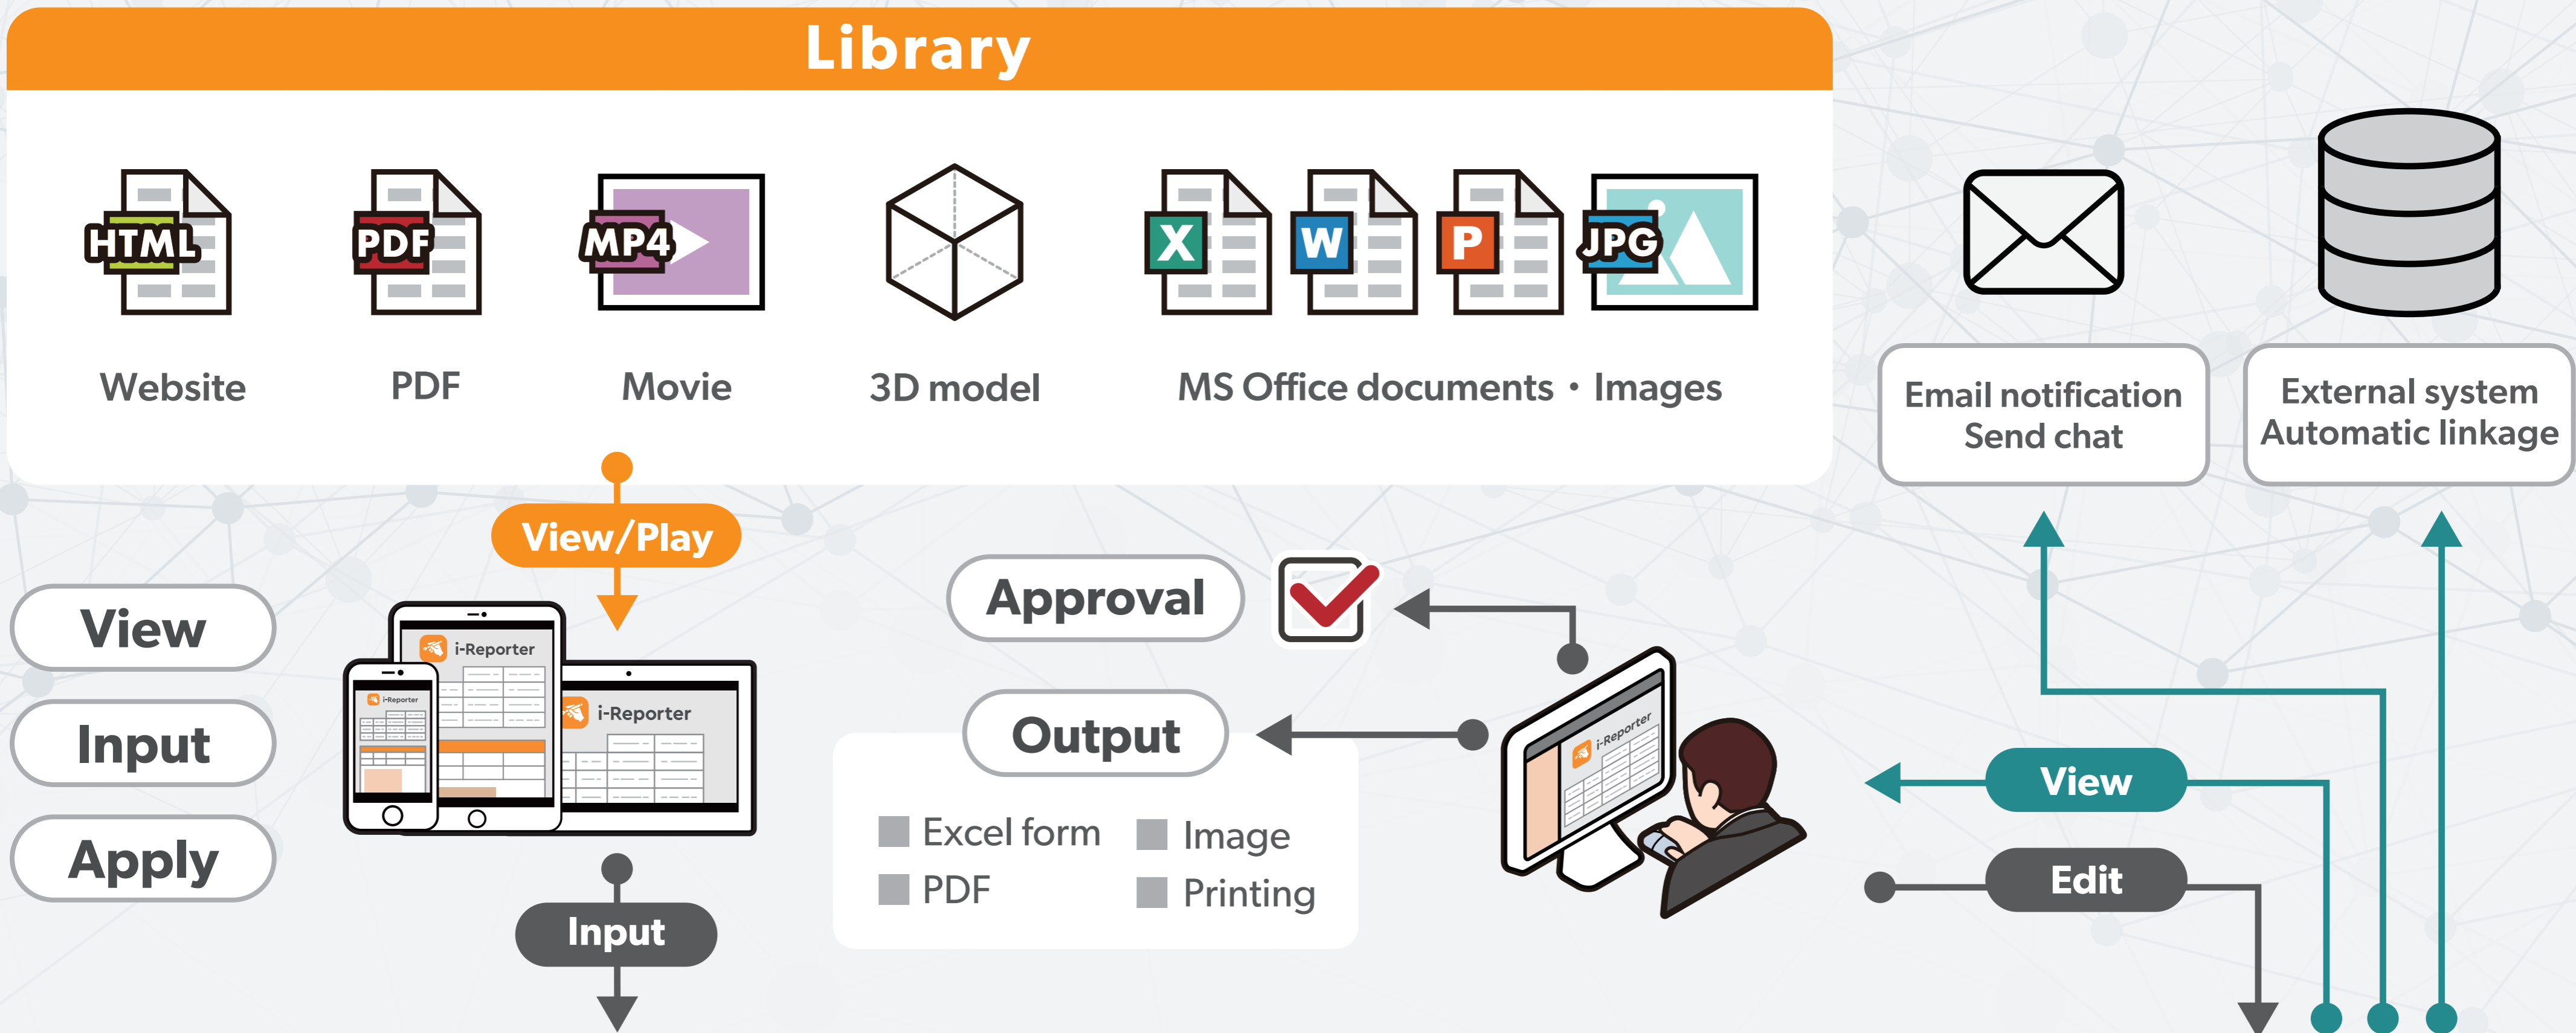 Library
HTML
PDF
MP4
X
W
P
JPG
Website
PDF
Movie
3D model
MS Office documents・Images
Email notification
Send chat
External system
Automatic linkage
View/Play
View
Input
Apply
i-Reporter
i-Reporter
i-Reporter
Input
Approval
Output
Excel form
Image
PDF
Printing
i-Reporter
View
Edit